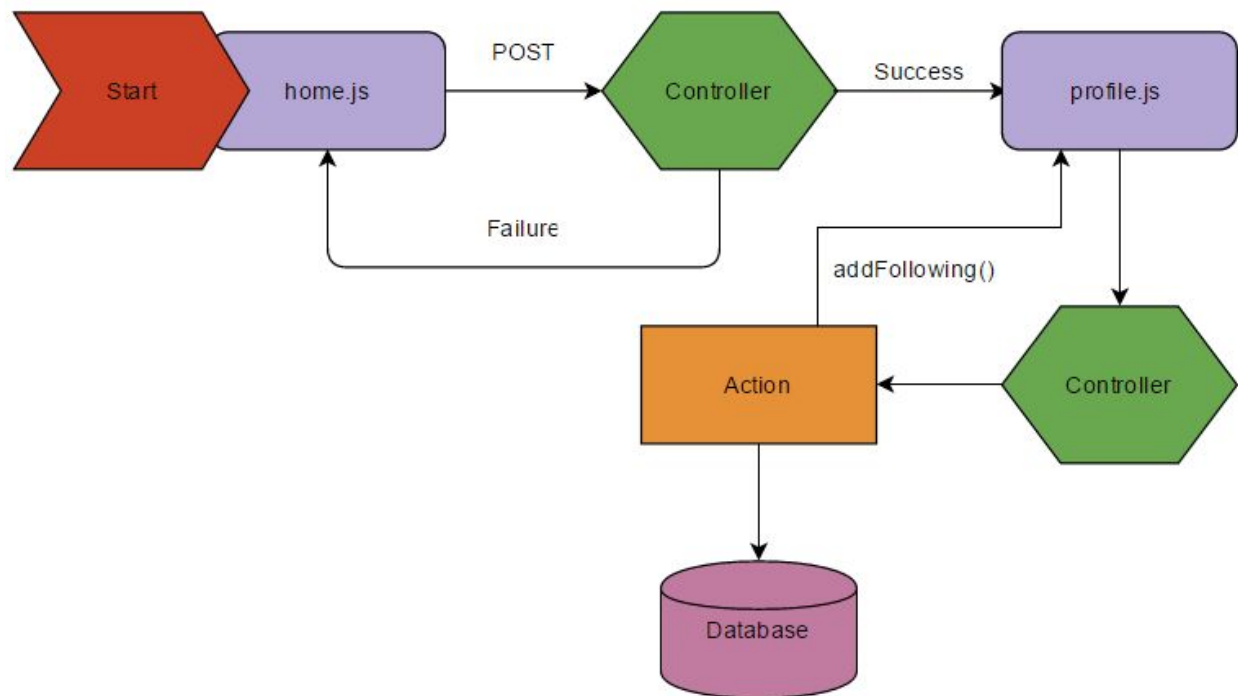 Start
home.js
POST
Controller
Success
profile.js
Failure
addFollowing()
Action
Controller
Database